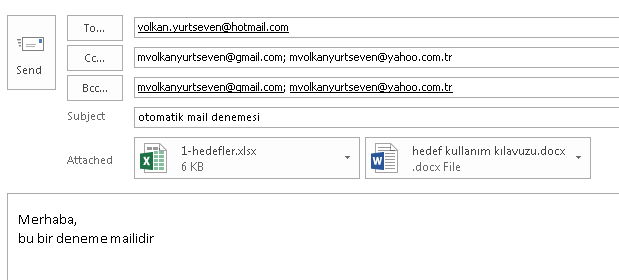 To...
volkan.yurtseven@hotmail.com
Send
Cc...
mvolkanyurtseven@gmail.com; mvolkanyurtseven@yahoo.com.tr
Bcc...
mvolkanyurtseven@gmail.com; mvolkanyurtseven@yahoo.com.tr
Subject
otomatik mail denemesi
Attached
1-hedefler.xlsx
6 KB
hedef kullanım kılavuzu.docx
.docx File
Merhaba,
bu bir deneme mailidir